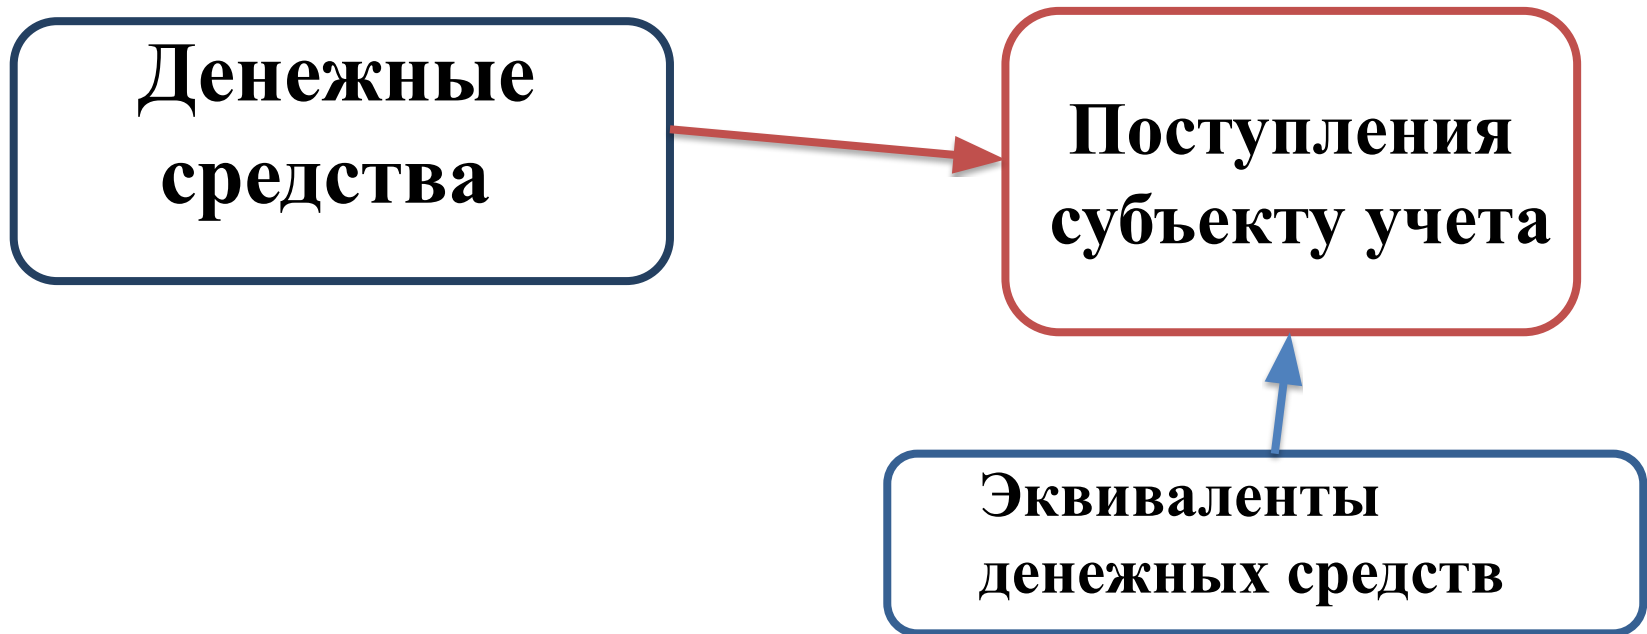 Денежные
средства
Поступления
субъекту учета
Эквиваленты
денежных средств